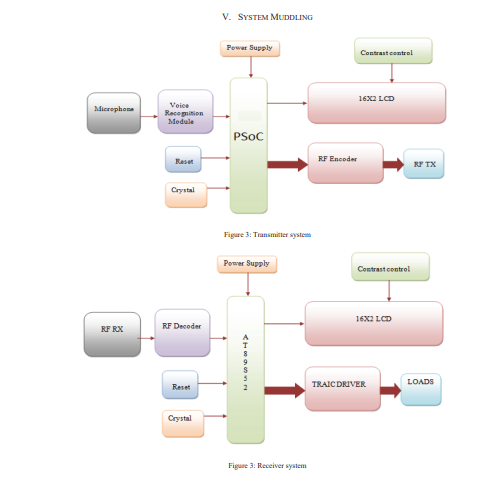 V. SYSTEM MUDDLING
Power Supply
Contrast control
Microphone
Voice
Recognition
Module
16X2 LCD
PSoC
Reset
RF Encoder
RF TX
Crystal
Figure 3: Transmitter system
Power Supply
Contrast control
RF RX
RF Decoder
16X2 LCD
A
T
8
9
S
5
2
Reset
TRAIC DRIVER
LOADS
Crystal
Figure 3: Receiver system